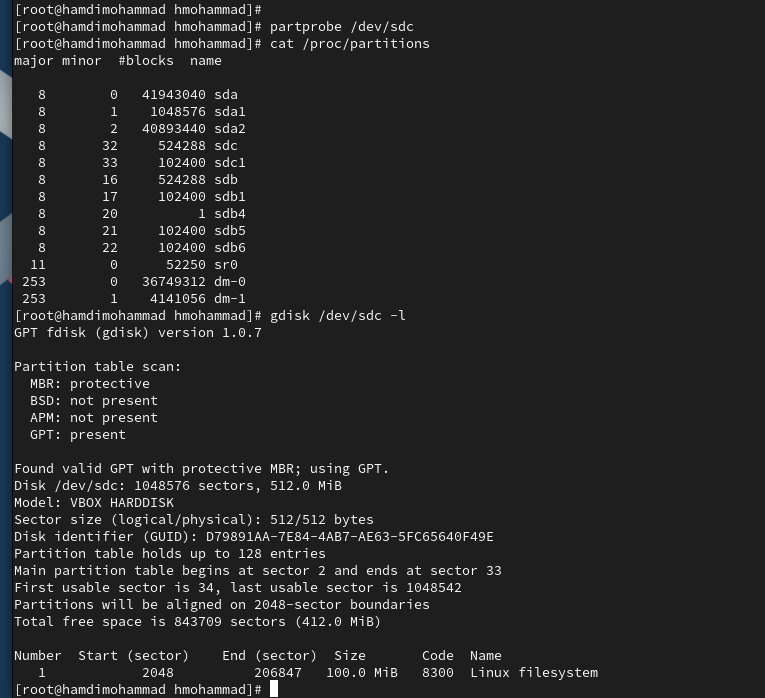 [root@hamdimohammad hmohammad]#
[root@hamdimohammad hmohammad]# partprobe /dev/sdc
[root@hamdimohammad hmohammad]# cat /proc/partitions
major minor  #blocks  name
   8        0   41943040 sda
   8        1    1048576 sda1
   8        2   40893440 sda2
   8       32     524288 sdc
   8       33     102400 sdc1
   8       16     524288 sdb
   8       17     102400 sdb1
   8       20          1 sdb4
   8       21     102400 sdb5
   8       22     102400 sdb6
  11        0      52250 sr0
 253        0   36749312 dm-0
 253        1    4141056 dm-1
[root@hamdimohammad hmohammad]# gdisk /dev/sdc -l
GPT fdisk (gdisk) version 1.0.7
Partition table scan:
  MBR: protective
  BSD: not present
  APM: not present
  GPT: present
Found valid GPT with protective MBR; using GPT.
Disk /dev/sdc: 1048576 sectors, 512.0 MiB
Model: VBOX HARDDISK
Sector size (logical/physical): 512/512 bytes
Disk identifier (GUID): D79891AA-7E84-4AB7-AE63-5FC65640F49E
Partition table holds up to 128 entries
Main partition table begins at sector 2 and ends at sector 33
First usable sector is 34, last usable sector is 1048542
Partitions will be aligned on 2048-sector boundaries
Total free space is 843709 sectors (412.0 MiB)
Number  Start (sector)    End (sector)  Size       Code  Name
   1            2048          206847   100.0 MiB   8300  Linux filesystem
[root@hamdimohammad hmohammad]#